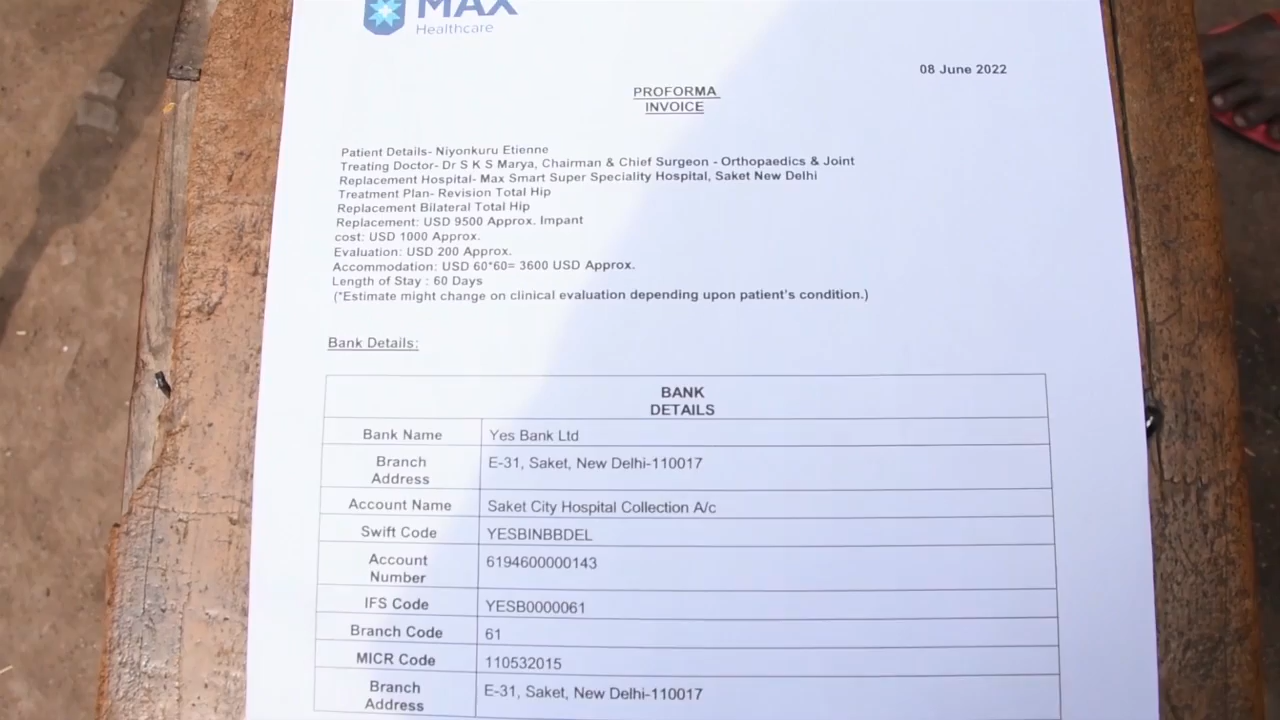 MAX
Healthcare
08 June 2022
PROFORMA
INVOICE
Patient Details- Niyonkuru Etienne
Treating Doctor- Dr S K S Marya, Chairman & Chief Surgeon - Orthopaedics & Joint
Replacement Hospital- Max Smart Super Speciality Hospital, Saket New Delhi
Treatment Plan- Revision Total Hip
Replacement Bilateral Total Hip
Replacement: USD 9500 Approx. Impant
cost: USD 1000 Approx.
Evaluation: USD 200 Approx.
Accommodation: USD 60*60= 3600 USD Approx.
Length of Stay : 60 Days
(*Estimate might change on clinical evaluation depending upon patient's condition.)
Bank Details:
BANK
DETAILS
Bank Name Yes Bank Ltd
Branch Address E-31, Saket, New Delhi-110017
Account Name Saket City Hospital Collection A/c
Swift Code YESBINBBDEL
Account Number 6194600000143
IFS Code YESB0000061
Branch Code 61
MICR Code 110532015
Branch Address E-31, Saket, New Delhi-110017